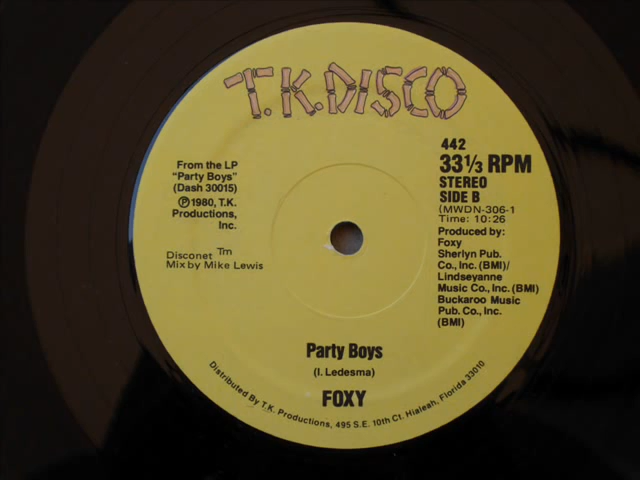 T.K.DISCO
From the LP
"Party Boys"
(Dash 30015)
Ⓟ1980, T.K.
Productions,
Inc.
Disconet Tm
Mix by Mike Lewis
442
33⅓ RPM
STEREO
SIDE B
(MWDN-306-1
Time: 10:26
Produced by:
Foxy
Sherlyn Pub.
Co., Inc. (BMI)/
Lindseyanne
Music Co., Inc. (BMI)
Buckaroo Music
Pub. Co., Inc.
(BMI)
Party Boys
(I. Ledesma)
FOXY
Distributed By T.K. Productions, 495 S.E. 10th Ct. Hialeah, Florida 33010